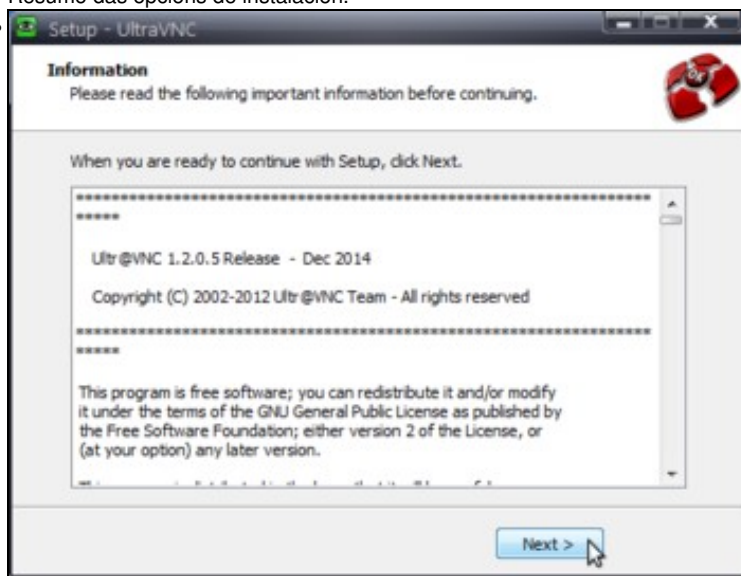 Resumo das opcións de instalación.
Setup - UltraVNC
Information
Please read the following important information before continuing.
When you are ready to continue with Setup, click Next.
*******************************************************************
*****
Ultr@VNC 1.2.0.5 Release - Dec 2014
Copyright (C) 2002-2012 Ultr@VNC Team - All rights reserved
*******************************************************************
*****
This program is free software; you can redistribute it and/or modify
it under the terms of the GNU General Public License as published by
the Free Software Foundation; either version 2 of the License, or
(at your option) any later version.
Next >